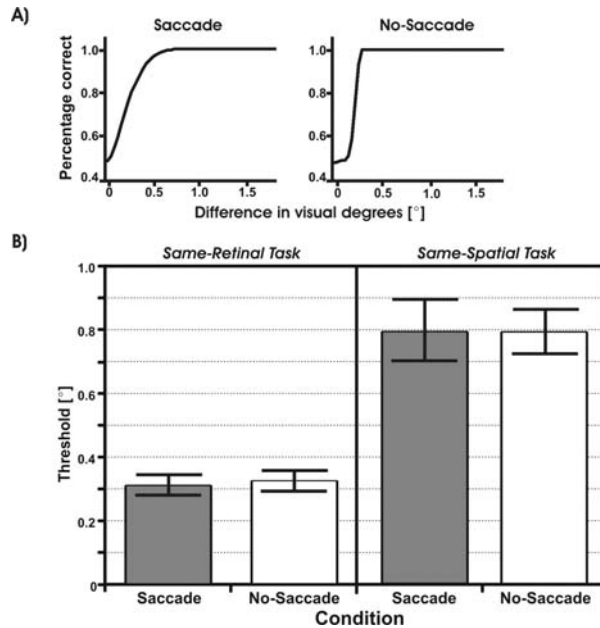 A)
Saccade
No-Saccade
Percentage correct
1.0
0.8
0.6
0.4
0
0.5
1.0
1.5
1.0
0.8
0.6
0.4
0
0.5
1.0
1.5
Difference in visual degrees [°]
B)
Same-Retinal Task
Same-Spatial Task
Threshold [°]
1.0
0.8
0.6
0.4
0.2
0
Saccade
No-Saccade
Saccade
No-Saccade
Condition